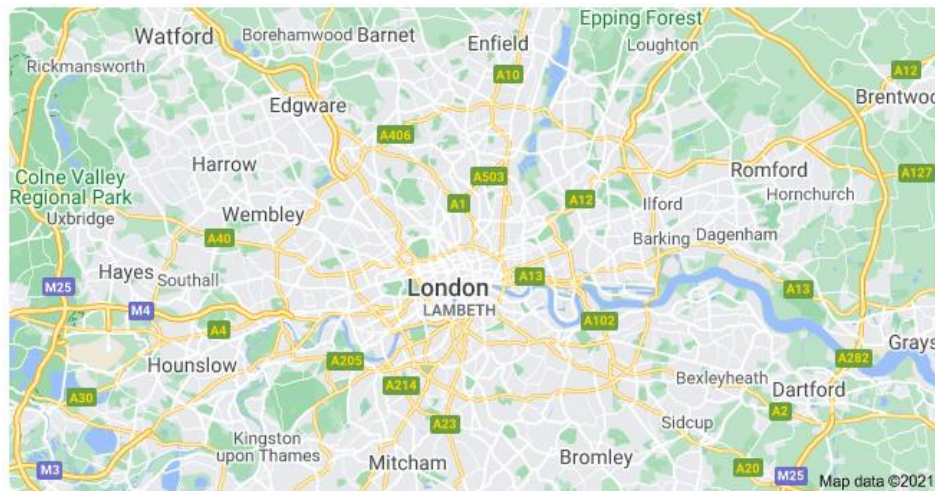 Epping Forest
Watford
Borehamwood
Barnet
Enfield
Loughton
Rickmansworth
A10
A12
Brentwo
Edgware
A406
Harrow
A503
Romford
A127
Colne Valley
Regional Park
Hornchurch
Uxbridge
Wembley
A1
A12
Ilford
A40
Barking
Dagenham
Hayes
Southall
M25
London
A13
A13
LAMBETH
M4
A4
A102
Hounslow
A205
A282
Grays
A214
Bexleyheath
Dartford
A30
A2
A23
Sidcup
Kingston
upon Thames
Mitcham
Bromley
M3
A20
M25
Map data ©2021